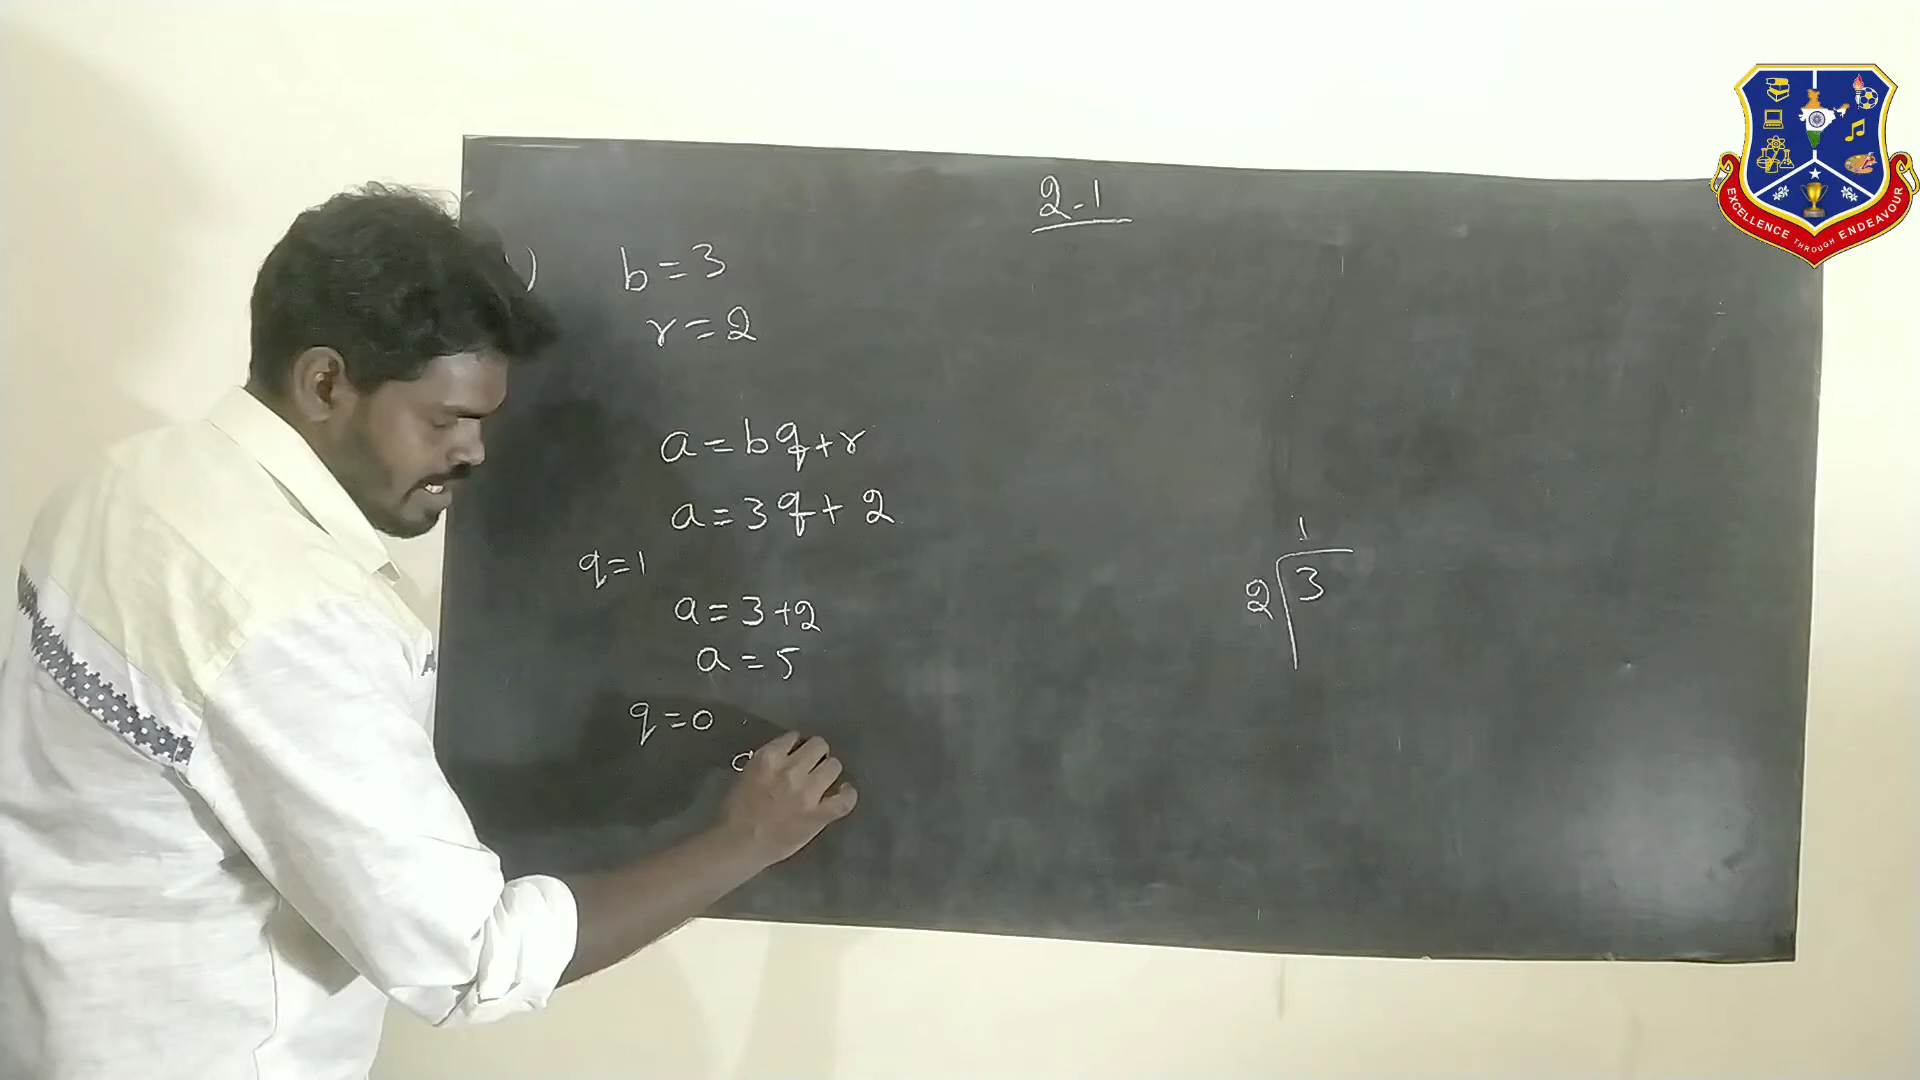 2.1
)
b=3
r=2
a=bq+r
a=3q+2
q=1
a=3+2
a=5
q=0
a
1
2 3
EXCELLENCE THROUGH ENDEAVOUR